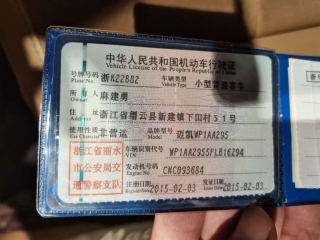 中华人民共和国机动车行驶证
Vehicle License of the People's Republic of China
号牌号码 浙K22B82 车辆类型 小型普通客车
Plate No. Vehicle Type
所有人 麻建勇
Owner
住址 浙江省缙云县新建镇下田村51号
Address
使用性质 非营运 品牌型号 迈凯WP1AA295
Use Character Model
浙江省丽水
市公安局交
通警察支队
车辆识别代号 WP1AA2955FLB16294
VIN
发动机号码 CNC093684
Engine No.
注册日期 2015-02-03 发证日期 2015-02-03
Register Date Issue Date